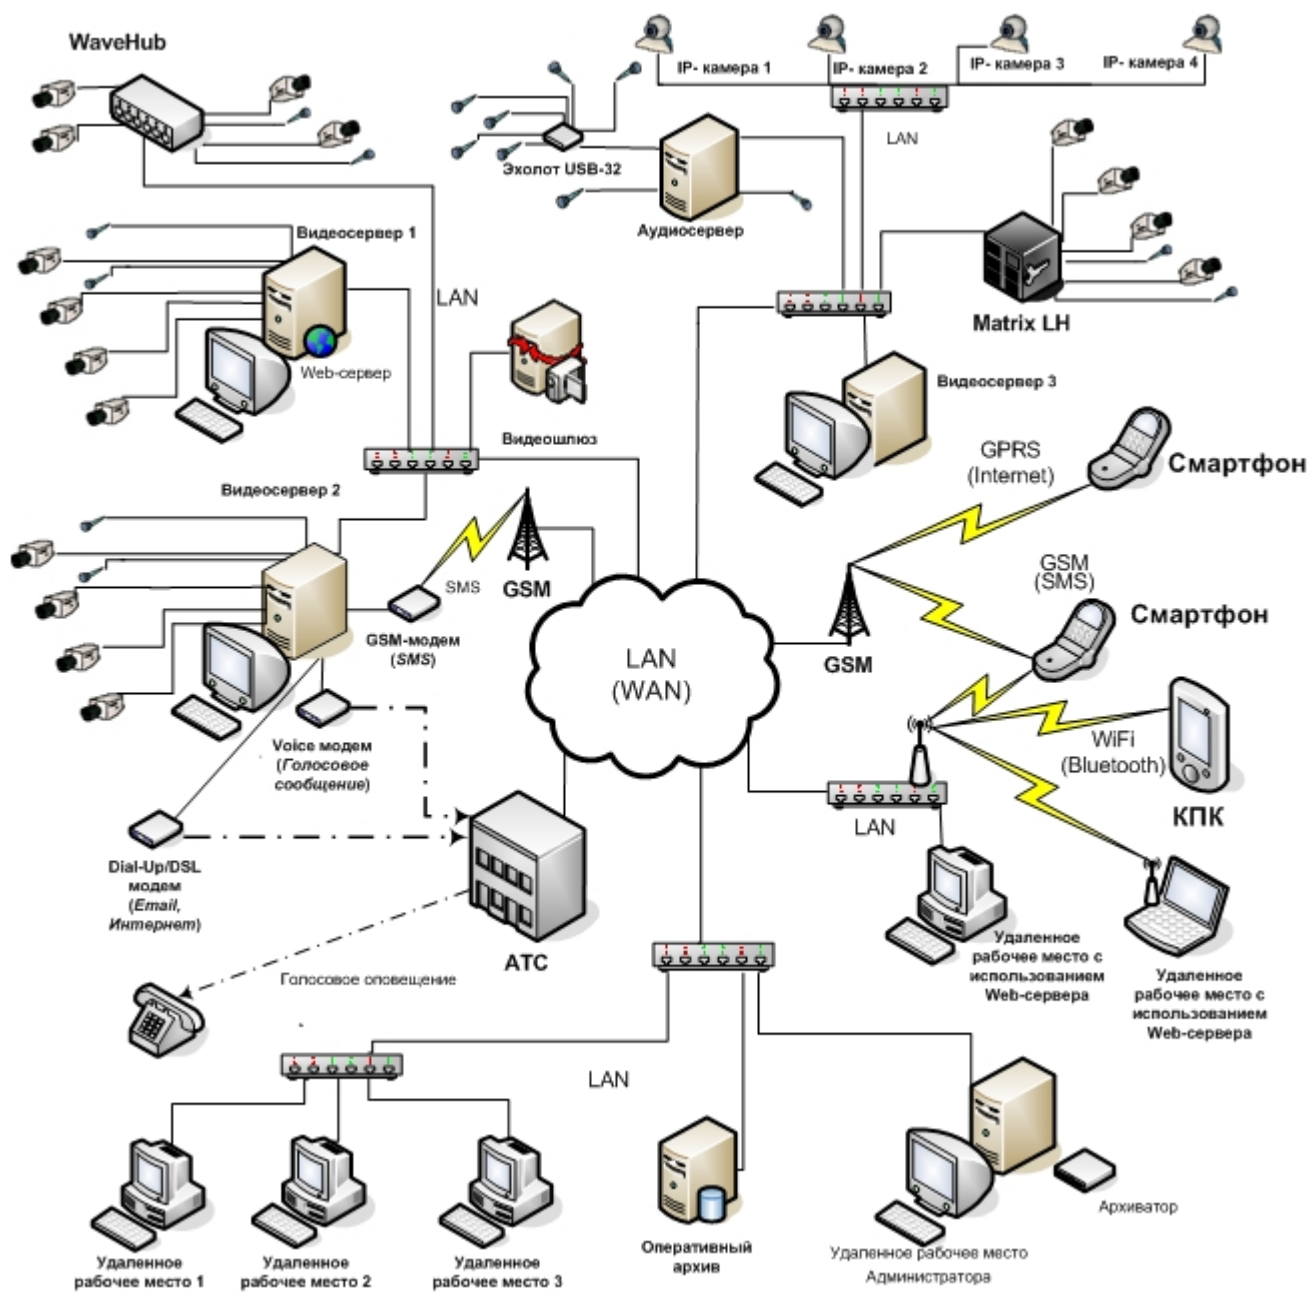 WaveHub
IP- камера 1
IP- камера 2
IP- камера 3
IP- камера 4
LAN
Эхолот USB-32
Аудиосервер
Видеосервер 1
LAN
Web-сервер
Matrix LH
Видеосервер 3
Видеошлюз
Видеосервер 2
GPRS
(Internet)
Смартфон
SMS
GSM
GSM
(SMS)
Смартфон
GSM-модем
(SMS)
LAN
(WAN)
GSM
Voice модем
(Голосовое
сообщение)
WiFi
(Bluetooth)
КПК
LAN
Dial-Up/DSL
модем
(Email,
Интернет)
АТС
Голосовое оповещение
Удаленное
рабочее место с
использованием
Web-сервера
Удаленное
рабочее место с
использованием
Web-сервера
LAN
Архиватор
Удаленное
рабочее место 1
Удаленное
рабочее место 2
Удаленное
рабочее место 3
Оперативный
архив
Удаленное рабочее место
Администратора